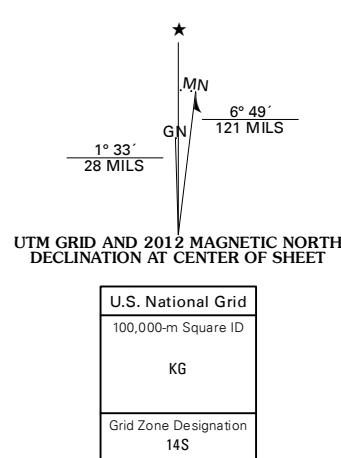 ★
MN
GN
6° 49´
121 MILS
1° 33´
28 MILS
UTM GRID AND 2012 MAGNETIC NORTH
DECLINATION AT CENTER OF SHEET
U.S. National Grid
100,000-m Square ID
KG
Grid Zone Designation
14S